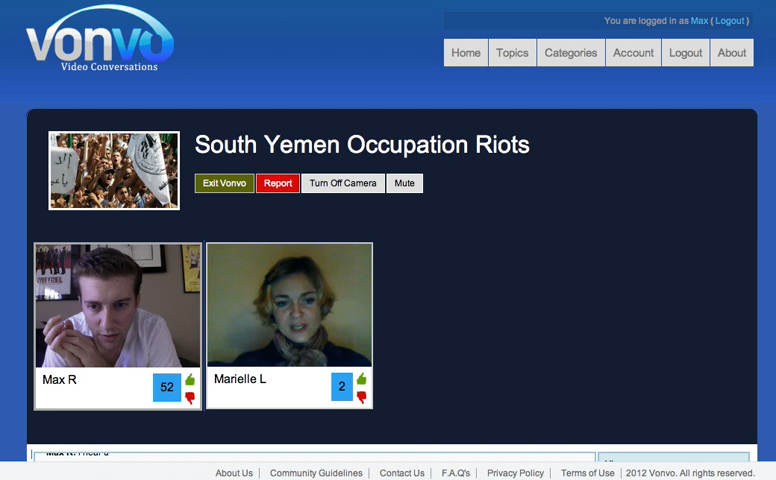 vonvo
Video Conversations
You are logged in as Max ( Logout )
Home Topics Categories Account Logout About
South Yemen Occupation Riots
Exit Vonvo Report Turn Off Camera Mute
Max R 52
Marielle L 2
About Us Community Guidelines Contact Us F.A.Q's Privacy Policy Terms of Use 2012 Vonvo. All rights reserved.